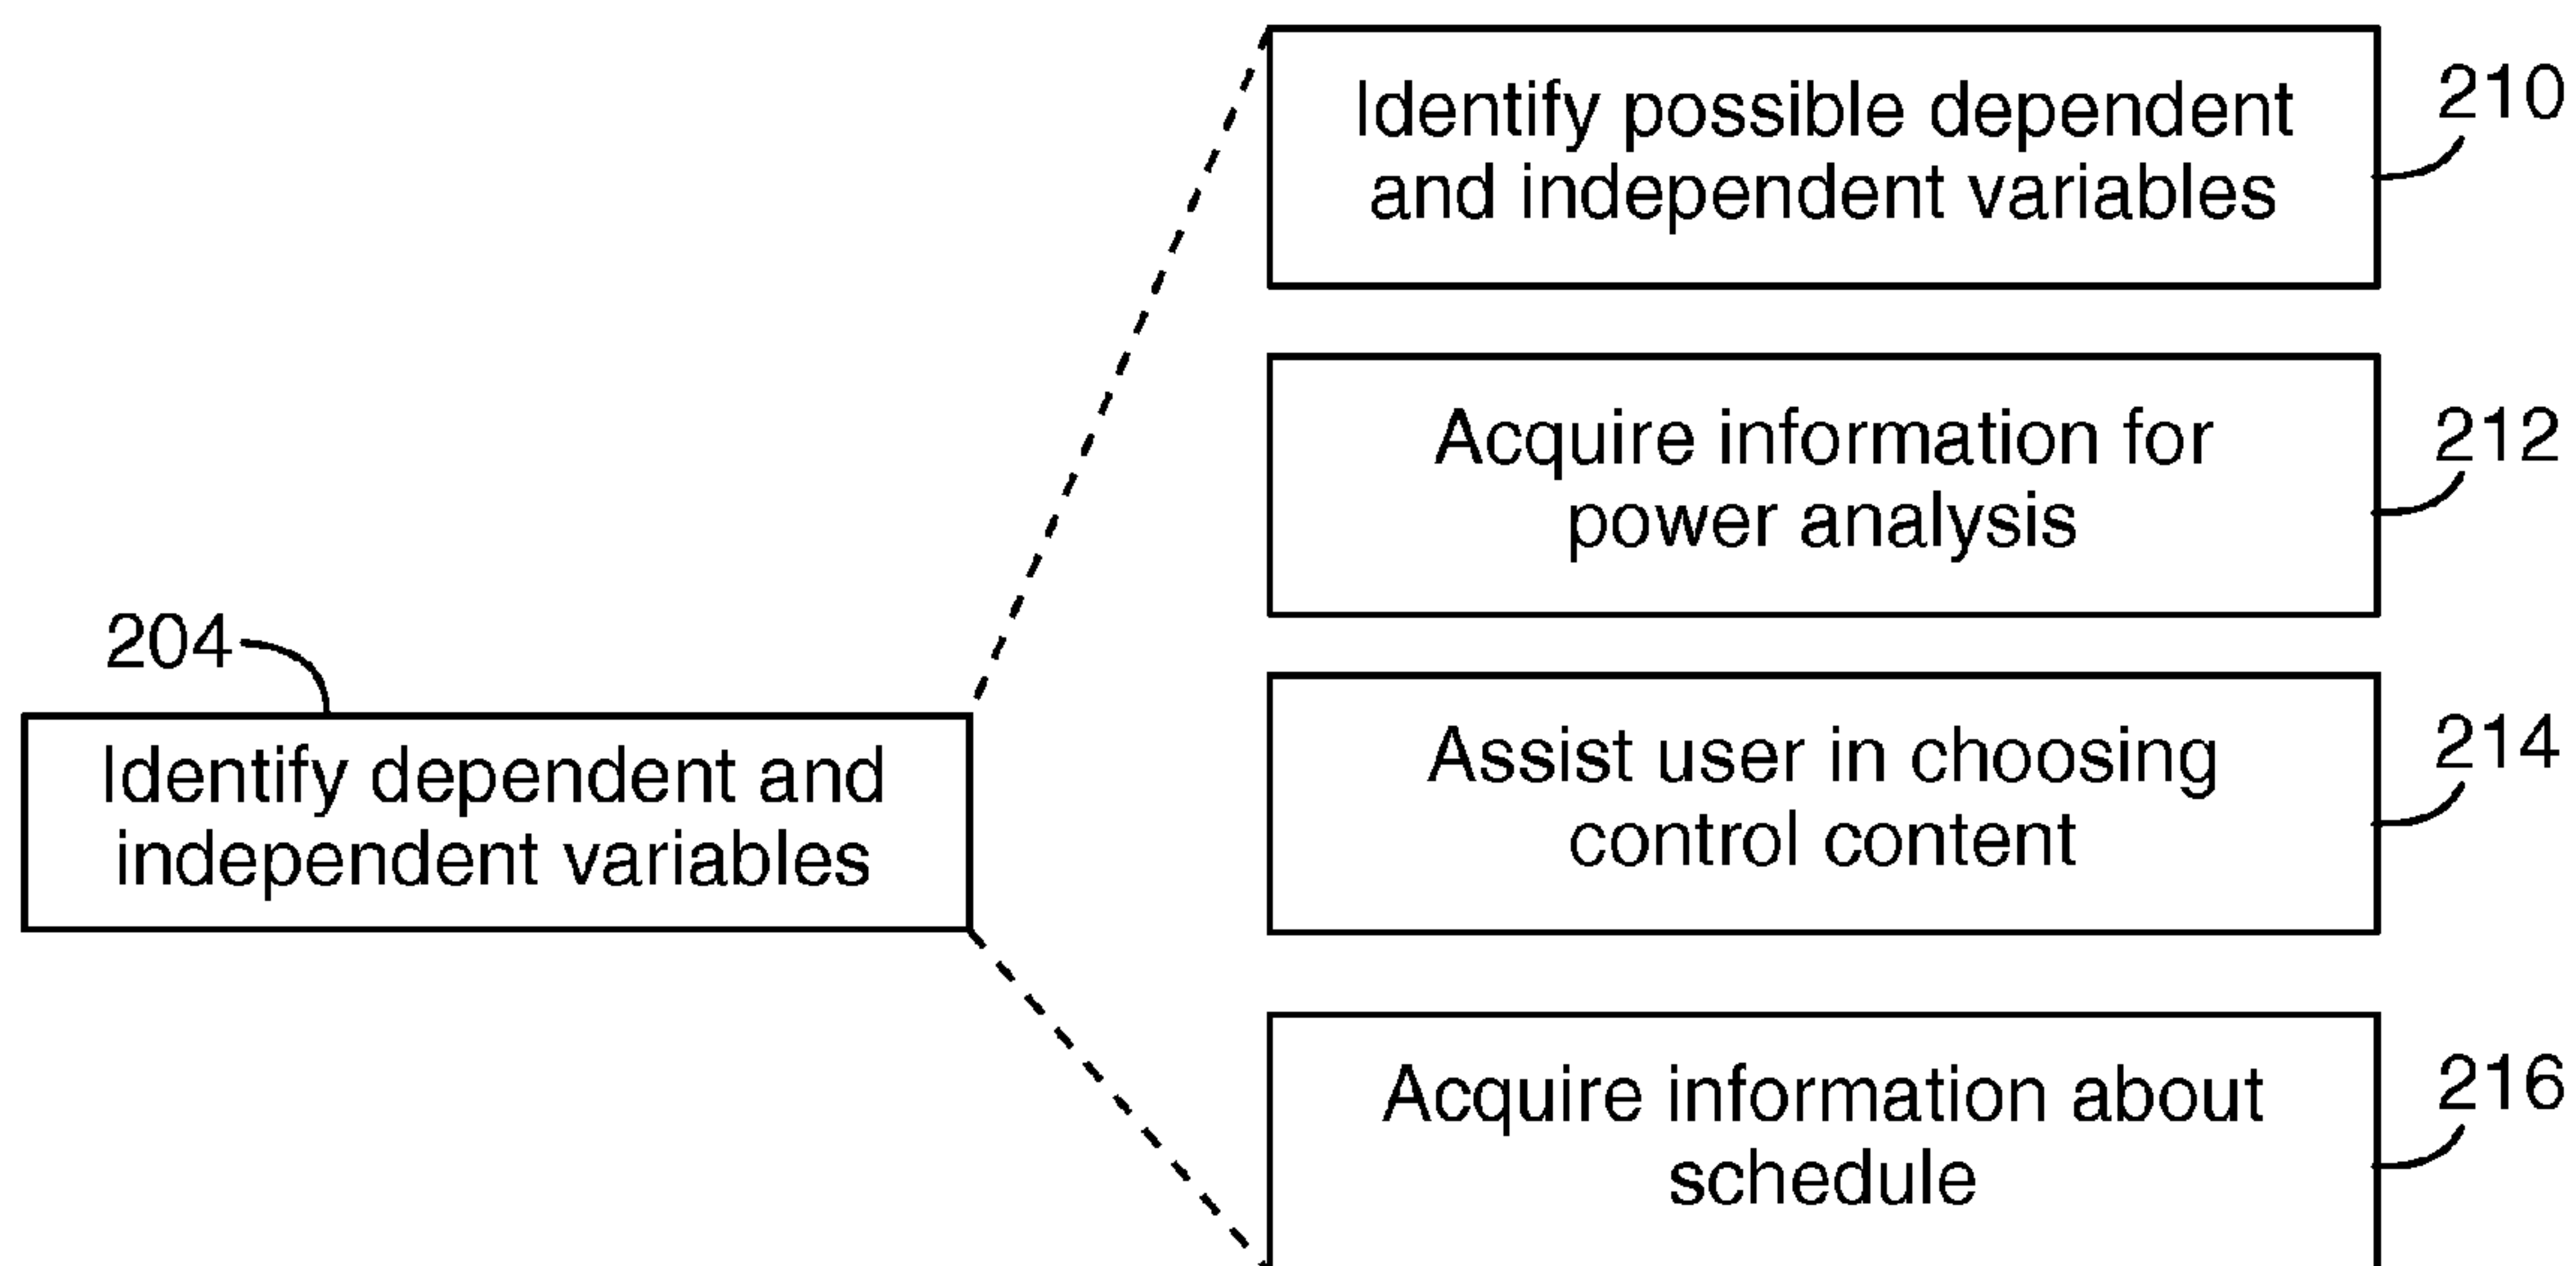 204
Identify dependent and
independent variables
Identify possible dependent
and independent variables
210
Acquire information for
power analysis
212
Assist user in choosing
control content
214
Acquire information about
schedule
216